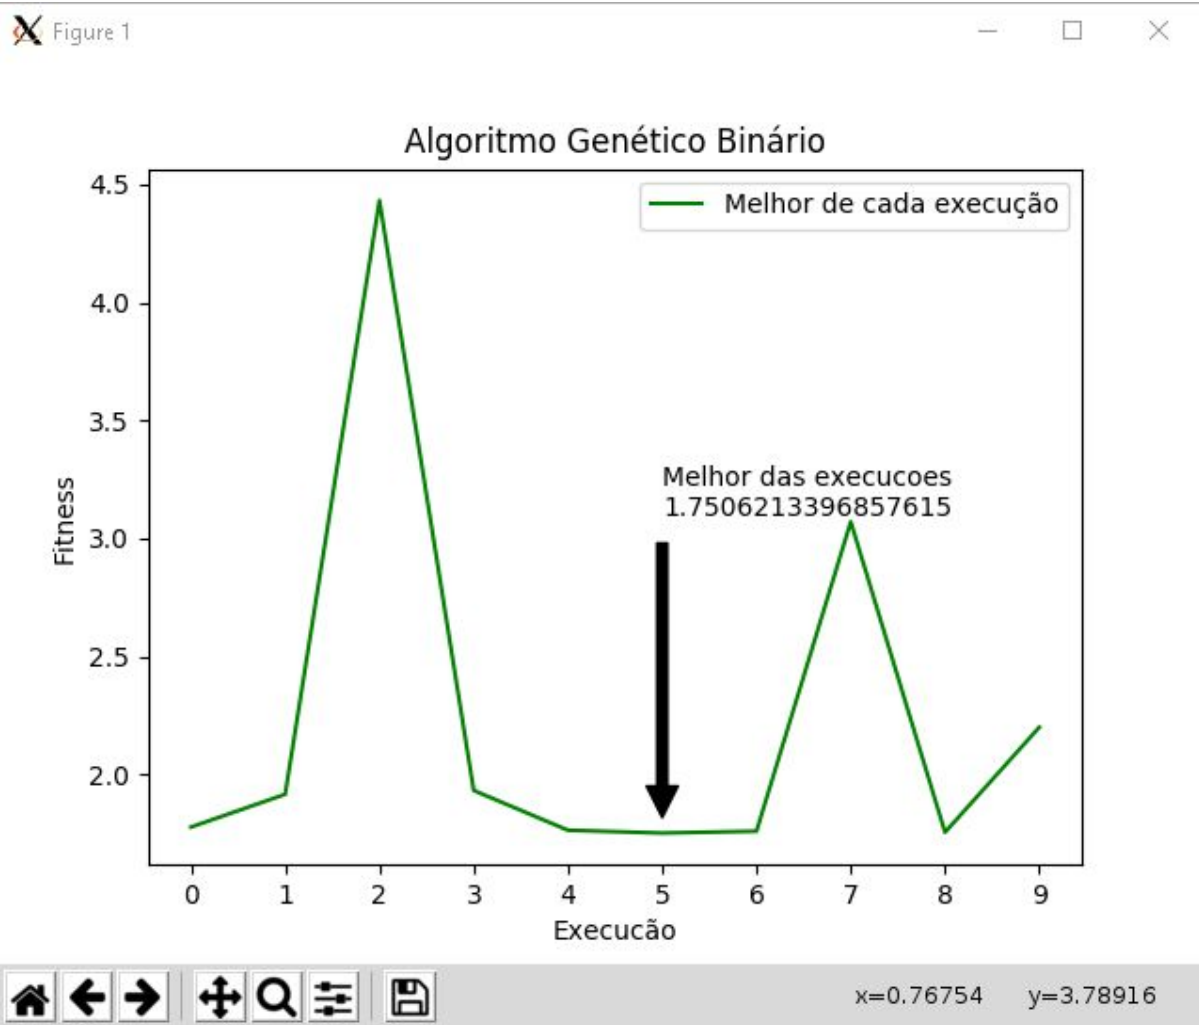 Figure 1
Algoritmo Genético Binário
Melhor de cada execução
4.5
4.0
3.5
3.0
2.5
2.0
Fitness
Melhor das execucoes
1.7506213396857615
0 1 2 3 4 5 6 7 8 9
Execucão
x=0.76754 y=3.78916